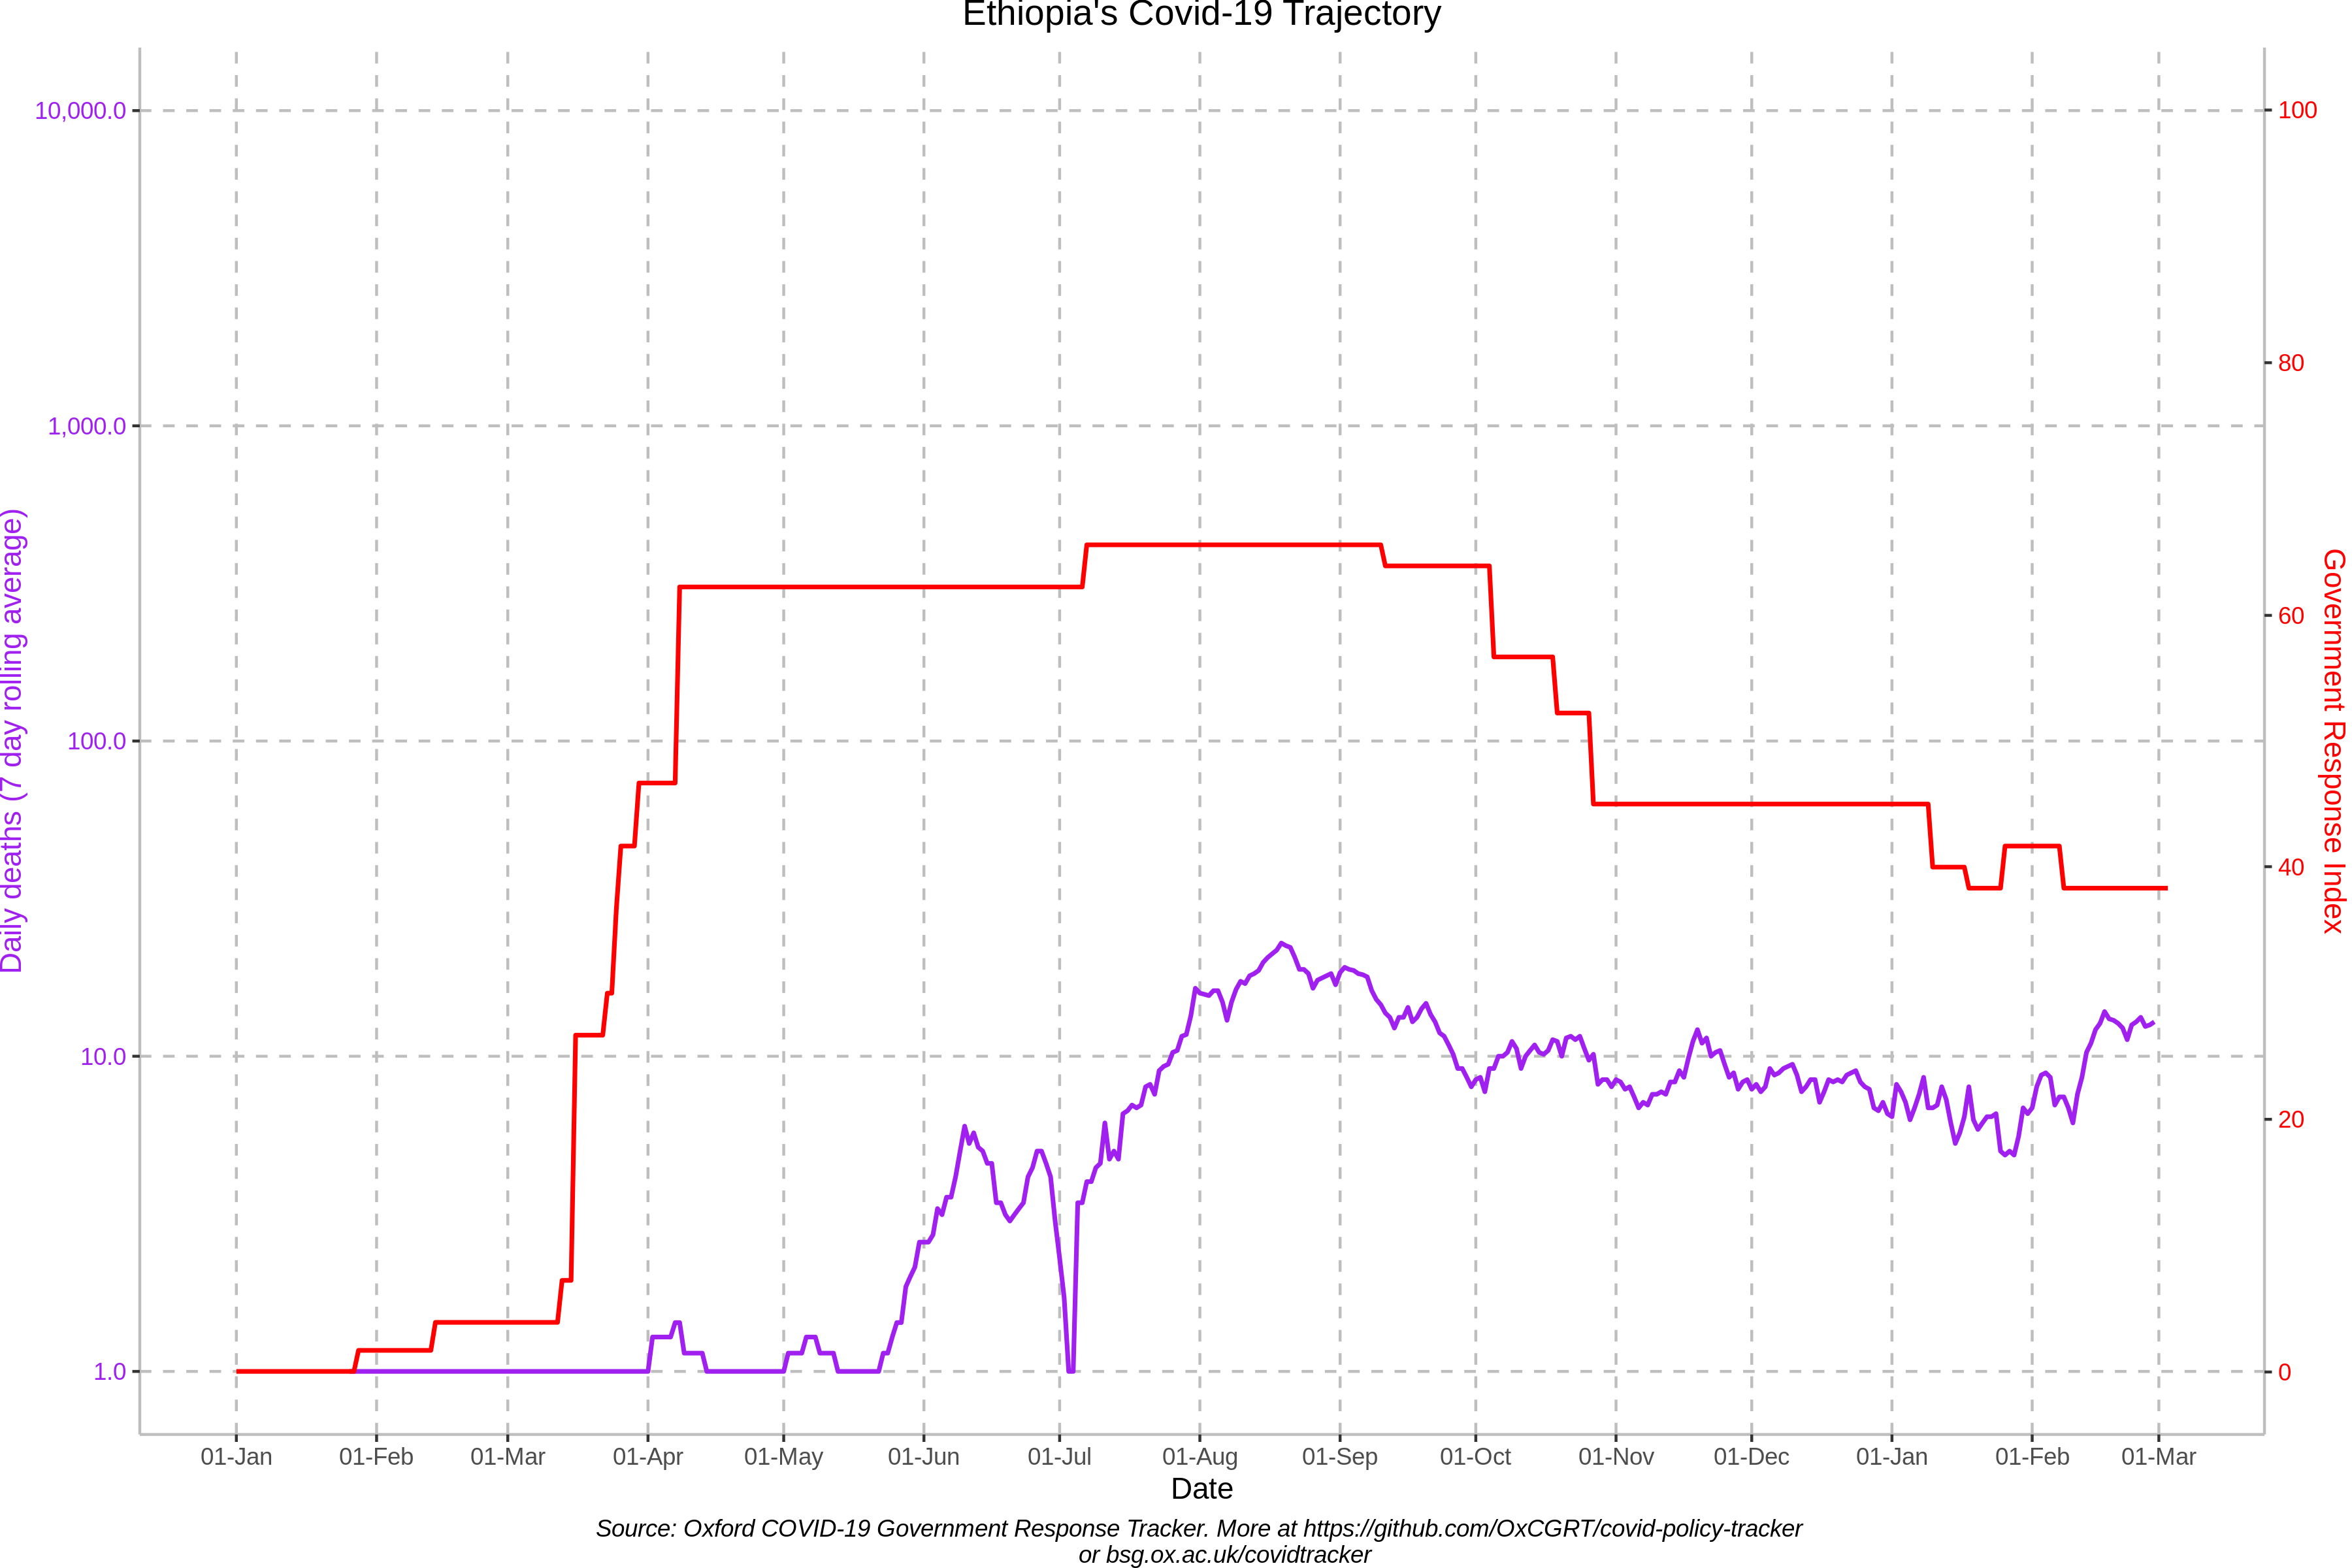 Ethiopia's Covid-19 Trajectory
Daily deaths (7 day rolling average)
10,000.0
1,000.0
100.0
10.0
1.0
100
80
60
40
20
0
Government Response Index
01-Jan 01-Feb 01-Mar 01-Apr 01-May 01-Jun 01-Jul 01-Aug 01-Sep 01-Oct 01-Nov 01-Dec 01-Jan 01-Feb 01-Mar
Date
Source: Oxford COVID-19 Government Response Tracker. More at https://github.com/OxCGRT/covid-policy-tracker
or bsg.ox.ac.uk/covidtracker